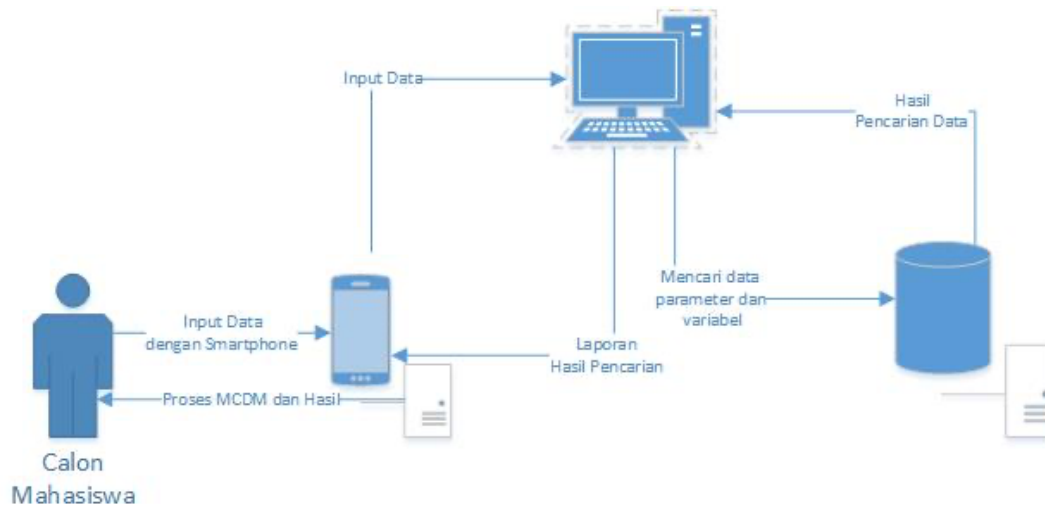 Input Data
Hasil
Pencarian Data
Mencari data
parameter dan
variabel
Input Data
dengan Smartphone
Laporan
Hasil Pencarian
Proses MCDM dan Hasil
Calon
Mahasiswa